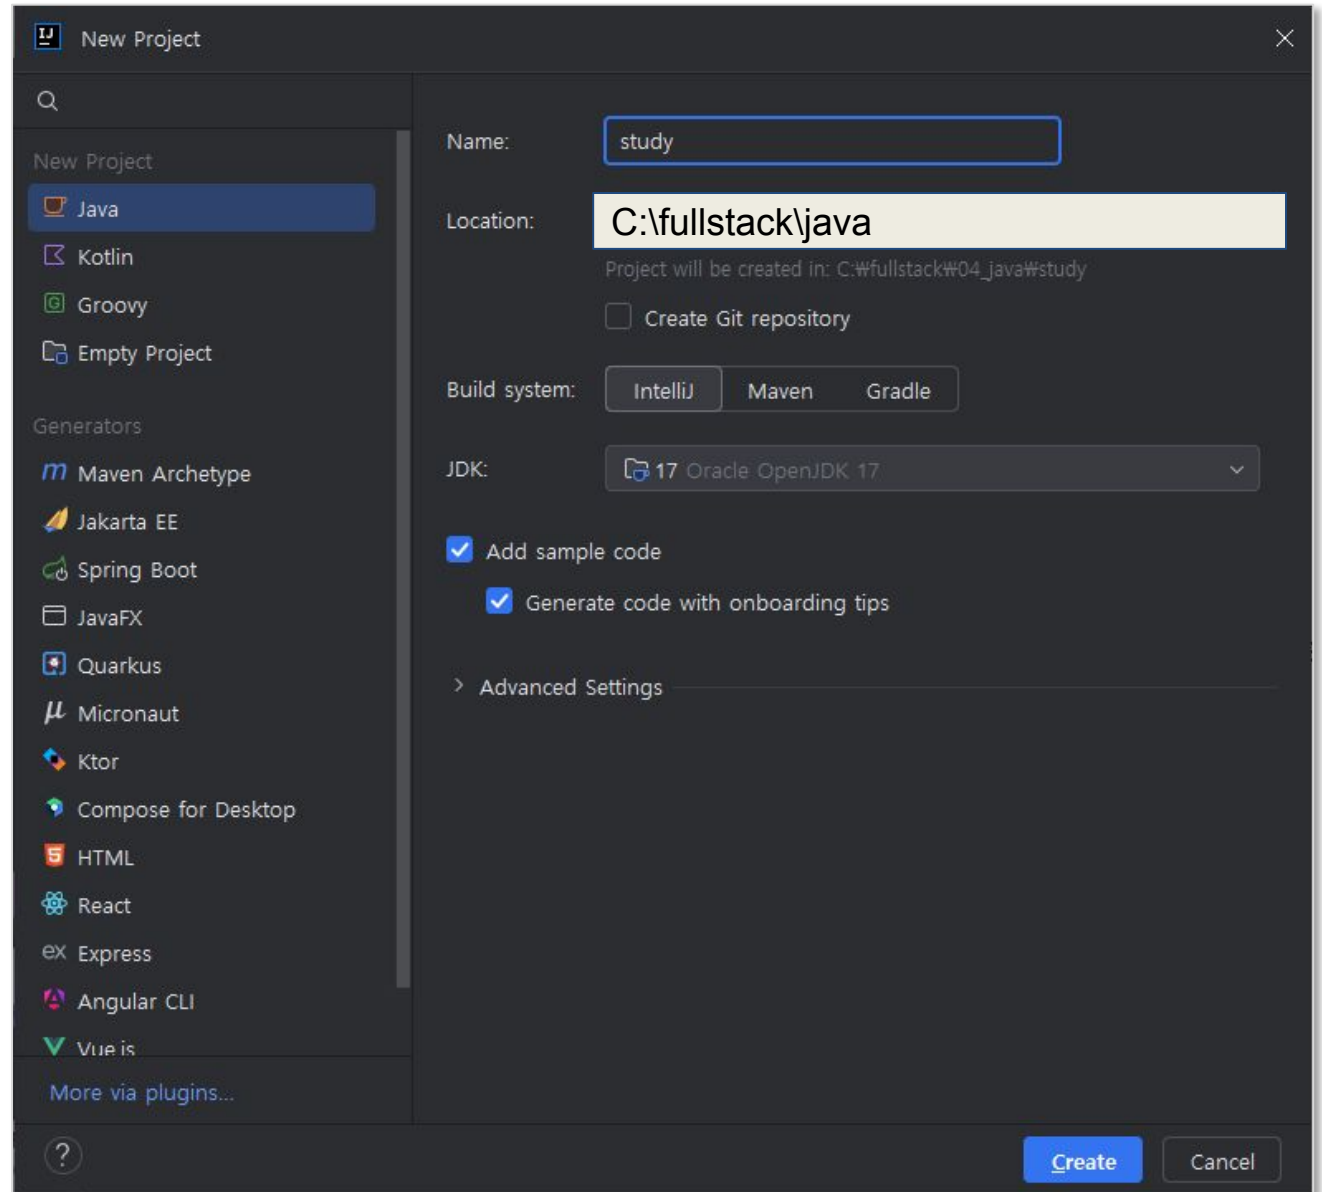 New Project
New Project
Java
Kotlin
Groovy
Empty Project
Generators
Maven Archetype
Jakarta EE
Spring Boot
JavaFX
Quarkus
Micronaut
Ktor
Compose for Desktop
HTML
React
ex Express
Angular CLI
Vue.js
More via plugins...
Name: study
Location: C:\fullstack\java
Project will be created in: C:₩fullstack₩04_java₩study
Create Git repository
Build system: IntelliJ Maven Gradle
JDK: 17 Oracle OpenJDK 17
Add sample code
Generate code with onboarding tips
Advanced Settings
?
Create Cancel